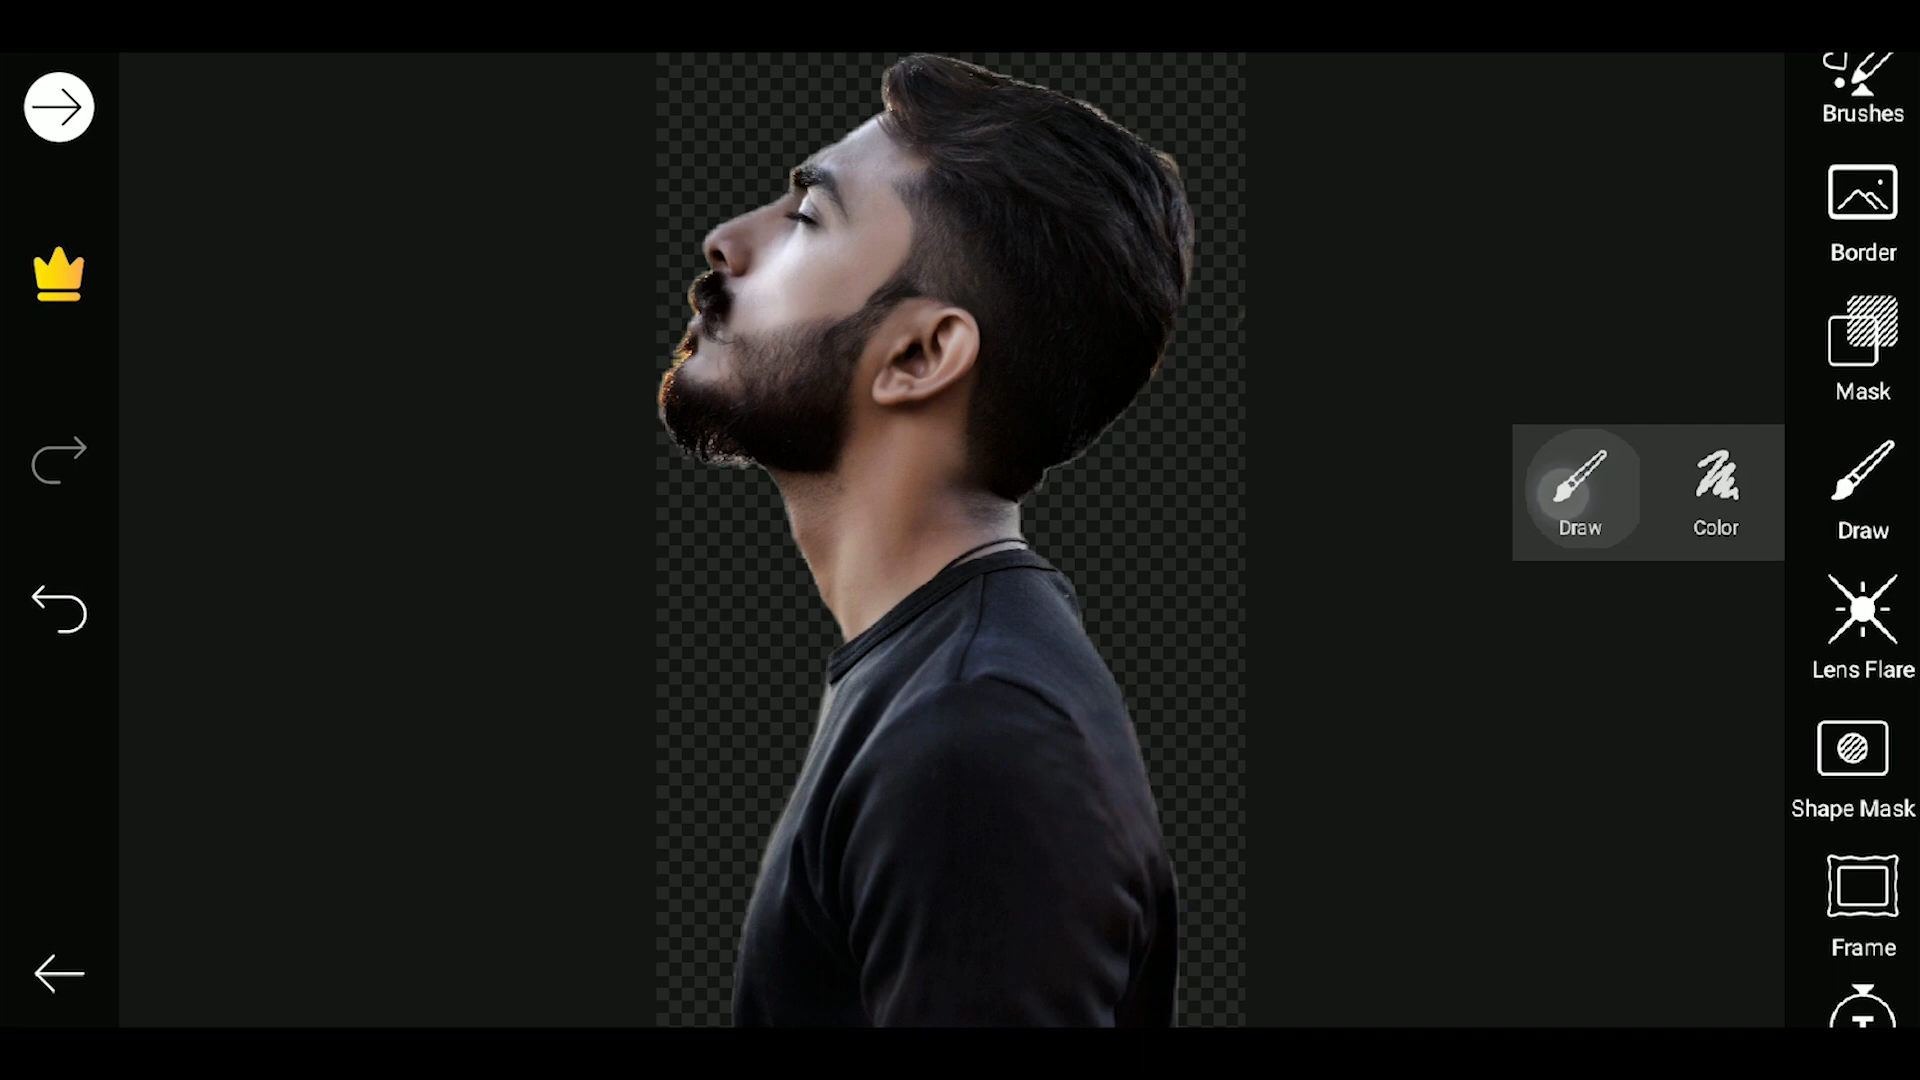 Brushes
Border
Mask
Draw
Color
Draw
Lens Flare
Shape Mask
Frame
T